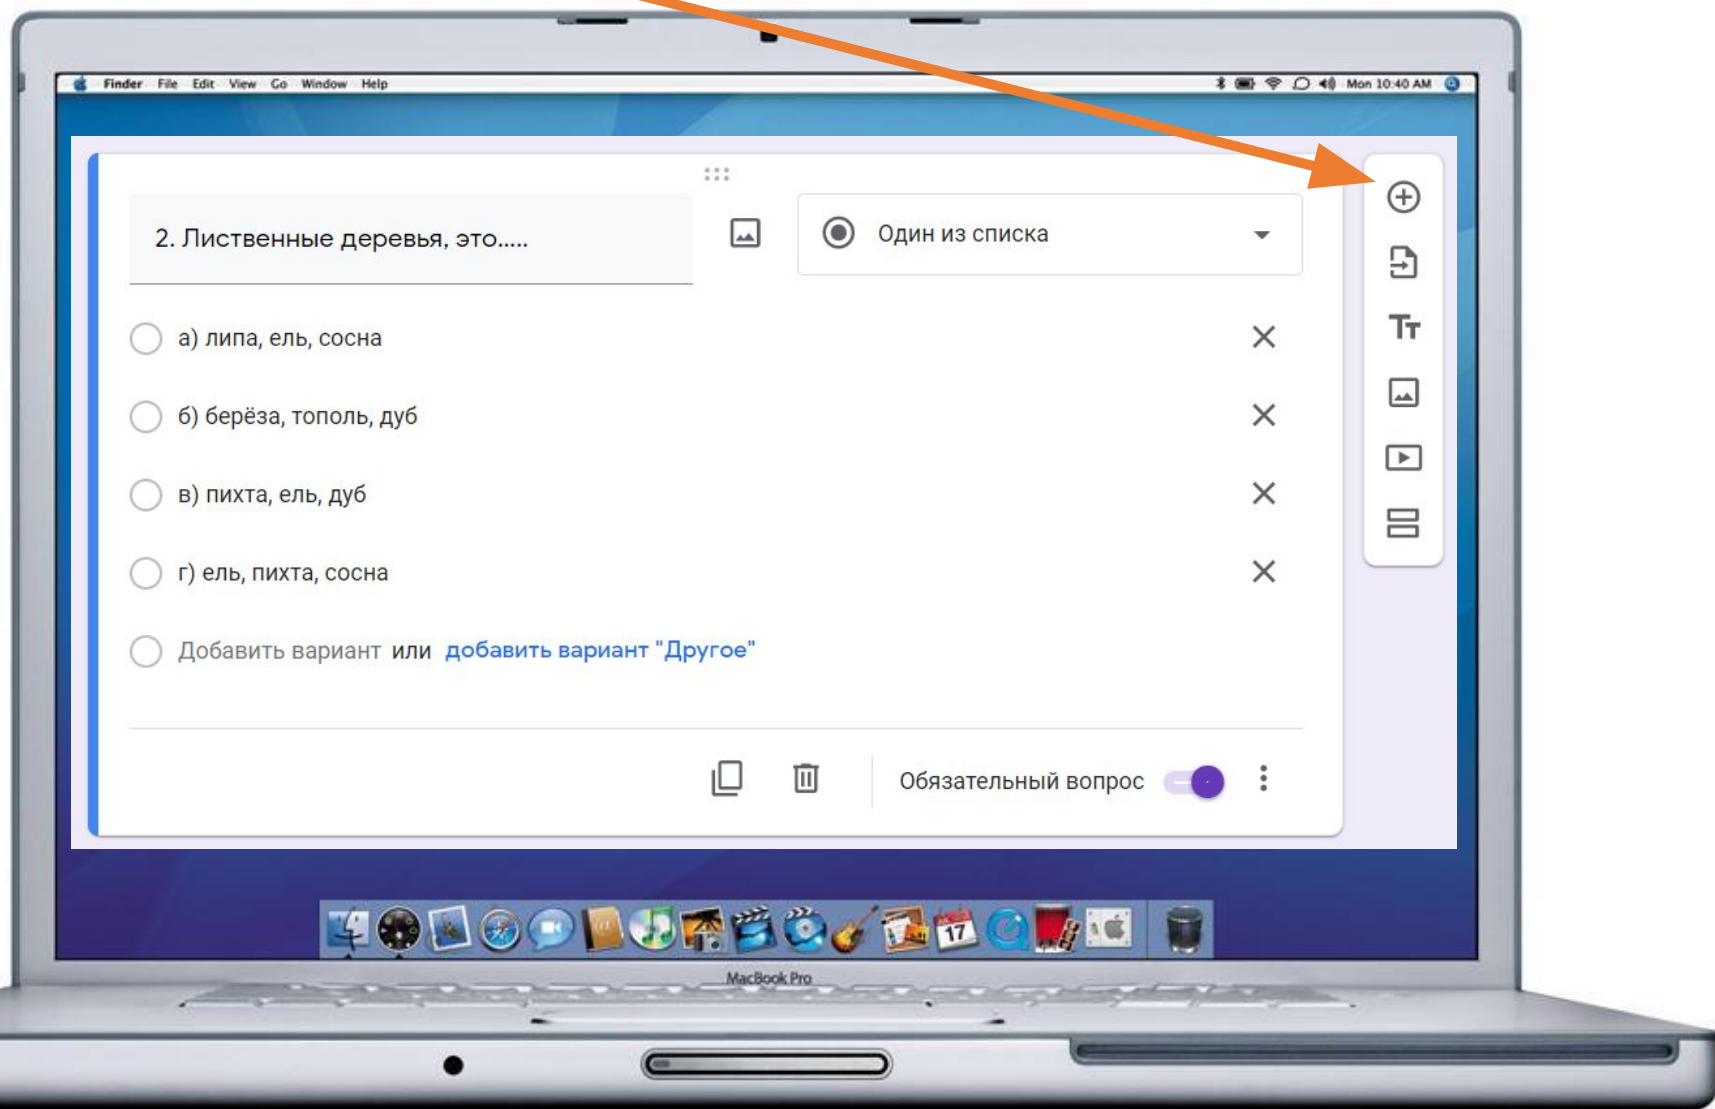 Finder File Edit View Go Window Help Mon 10:40 AM
2. Лиственные деревья, это.....
Один из списка
а) липа, ель, сосна
б) берёза, тополь, дуб
в) пихта, ель, дуб
г) ель, пихта, сосна
Добавить вариант или добавить вариант "Другое"
Обязательный вопрос
17
MacBook Pro